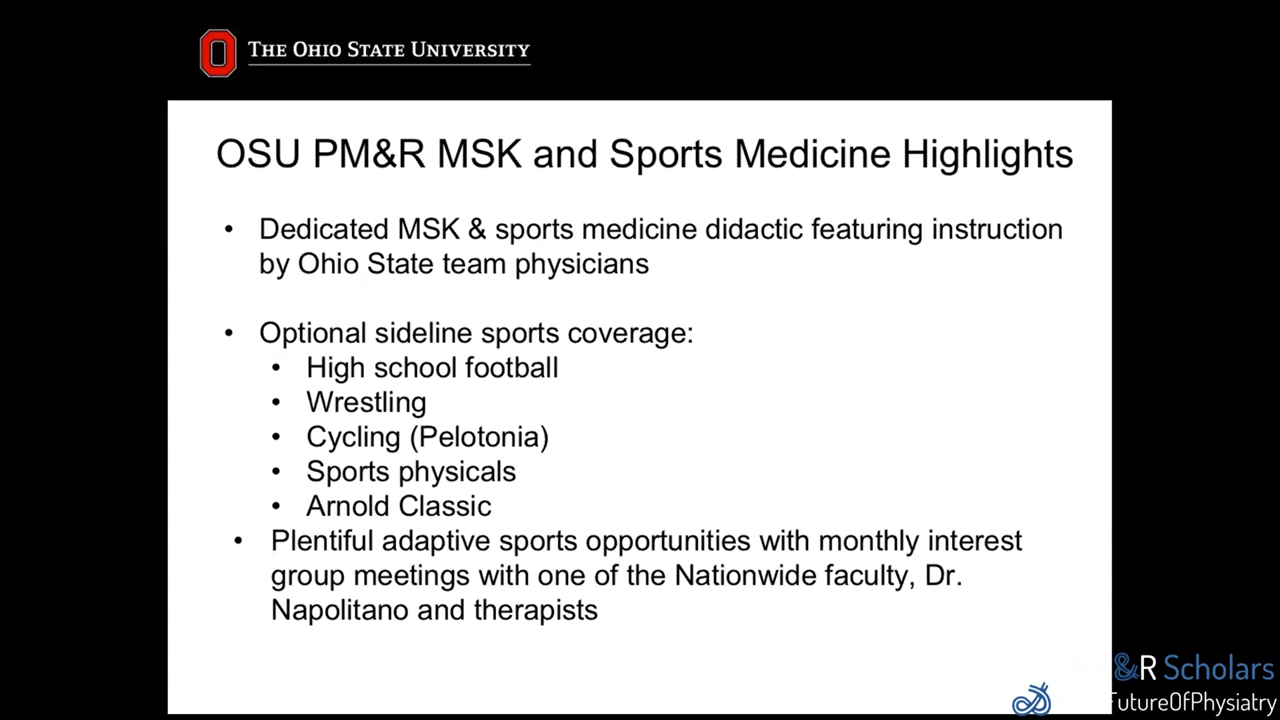 THE OHIO STATE UNIVERSITY
OSU PM&R MSK and Sports Medicine Highlights
• Dedicated MSK & sports medicine didactic featuring instruction
by Ohio State team physicians
• Optional sideline sports coverage:
• High school football
• Wrestling
• Cycling (Pelotonia)
• Sports physicals
• Arnold Classic
• Plentiful adaptive sports opportunities with monthly interest
group meetings with one of the Nationwide faculty, Dr.
Napolitano and therapists
&R Scholars
FutureOfPhysiatry